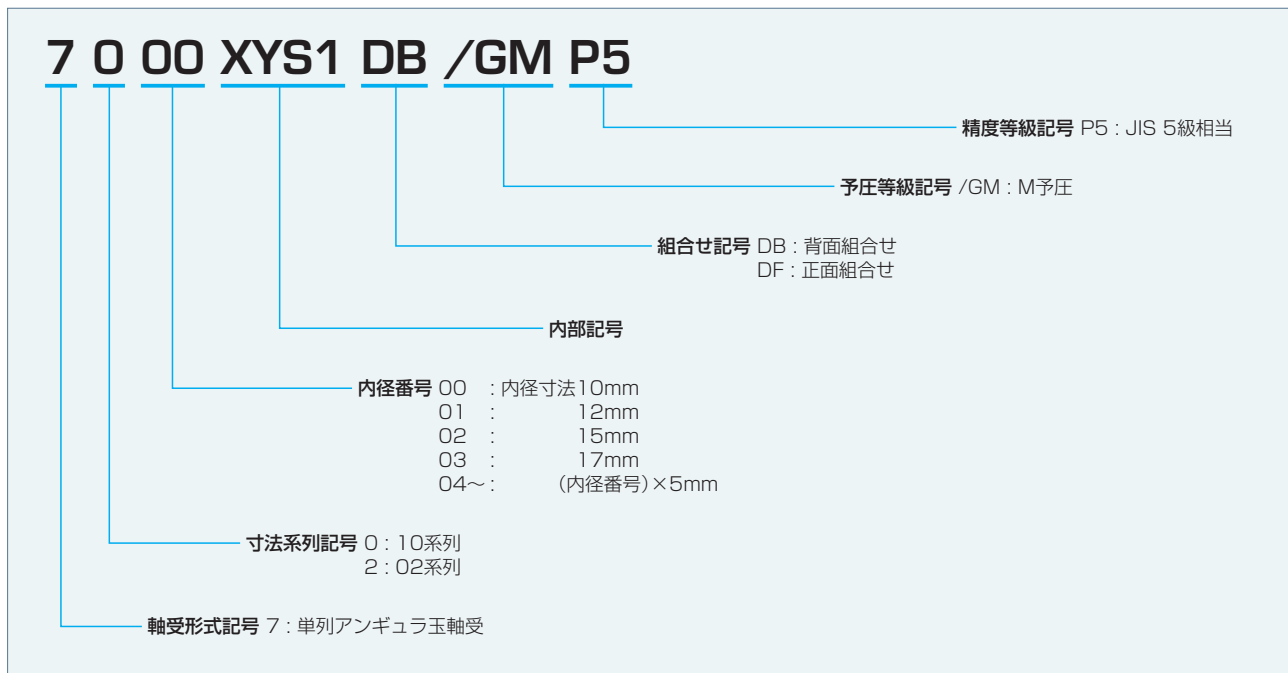 7 0 00 XYS1 DB /GM P5
精度等級記号 P5 : JIS 5級相当
予圧等級記号 /GM : M予圧
組合せ記号 DB : 背面組合せ
DF : 正面組合せ
内部記号
内径番号 00 : 内径寸法10mm
01 : 12mm
02 : 15mm
03 : 17mm
04～ : (内径番号)×5mm
寸法系列記号 0 : 10系列
2 : 02系列
軸受形式記号 7 : 単列アンギュラ玉軸受